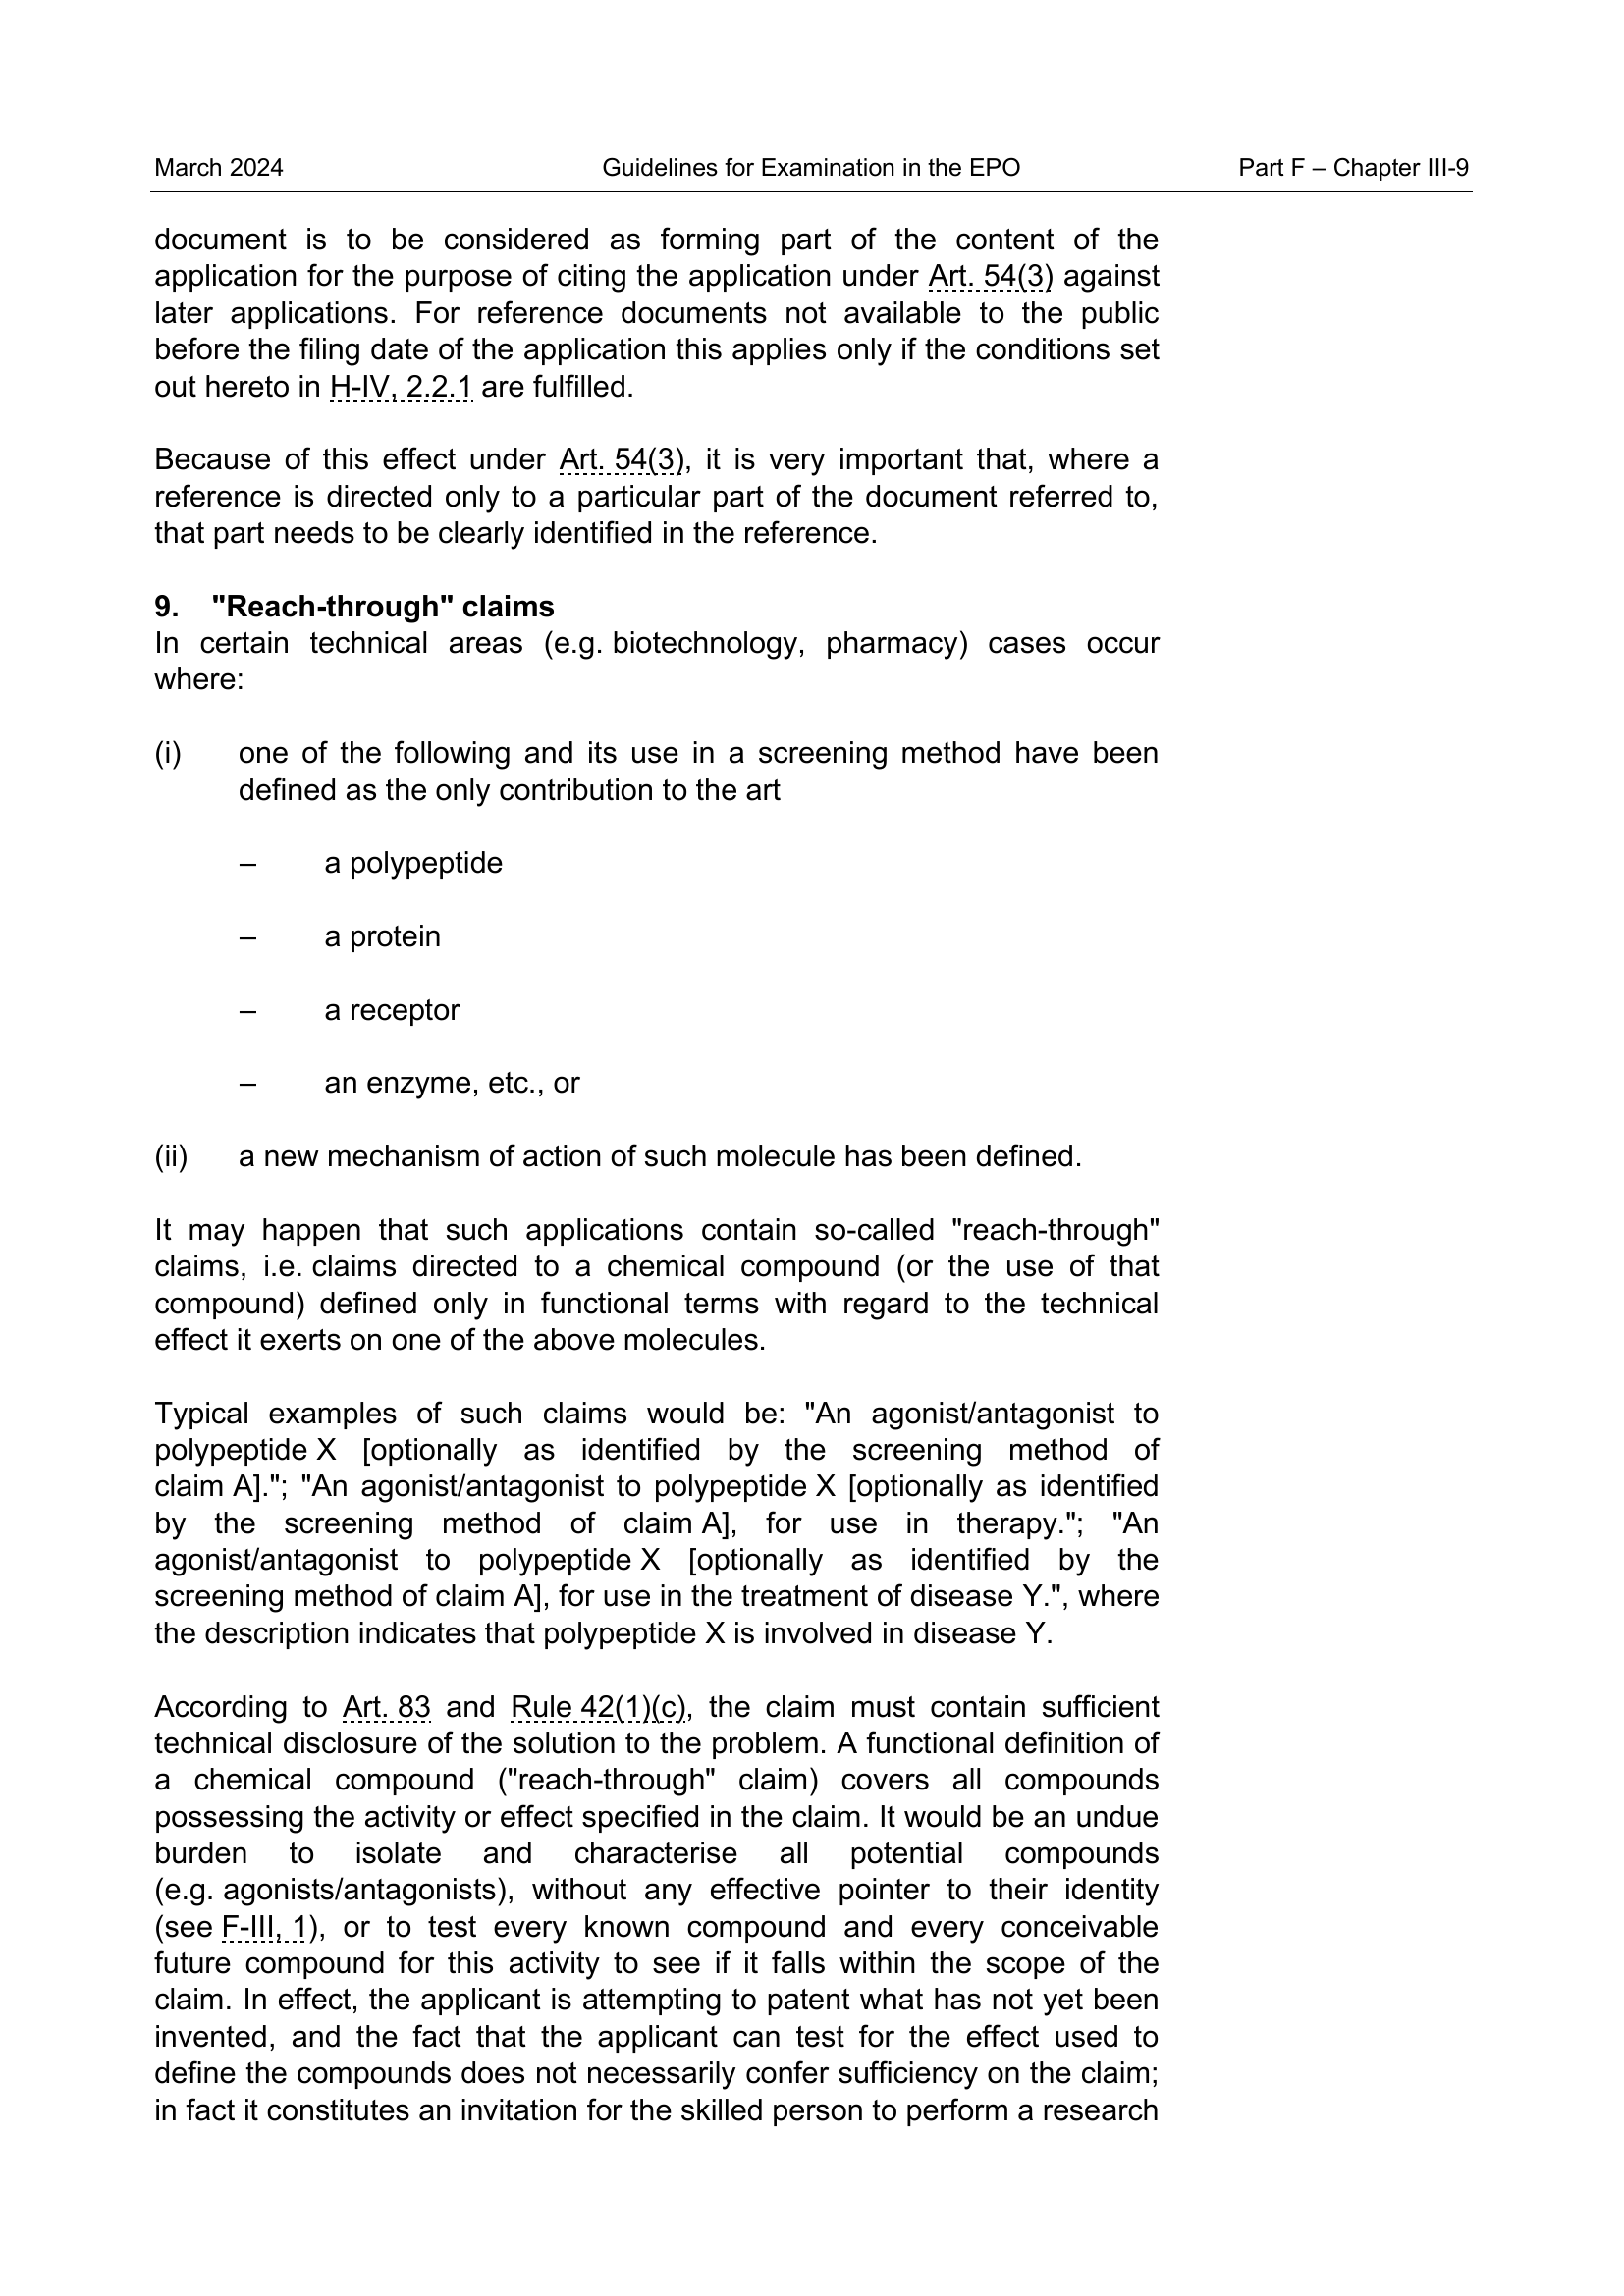 March 2024 Guidelines for Examination in the EPO Part F – Chapter III-9
document is to be considered as forming part of the content of the
application for the purpose of citing the application under Art. 54(3) against
later applications. For reference documents not available to the public
before the filing date of the application this applies only if the conditions set
out hereto in H-IV, 2.2.1 are fulfilled.
Because of this effect under Art. 54(3), it is very important that, where a
reference is directed only to a particular part of the document referred to,
that part needs to be clearly identified in the reference.
9. "Reach-through" claims
In certain technical areas (e.g. biotechnology, pharmacy) cases occur
where:
(i) one of the following and its use in a screening method have been
defined as the only contribution to the art
– a polypeptide
– a protein
– a receptor
– an enzyme, etc., or
(ii) a new mechanism of action of such molecule has been defined.
It may happen that such applications contain so-called "reach-through"
claims, i.e. claims directed to a chemical compound (or the use of that
compound) defined only in functional terms with regard to the technical
effect it exerts on one of the above molecules.
Typical examples of such claims would be: "An agonist/antagonist to
polypeptide X [optionally as identified by the screening method of
claim A]."; "An agonist/antagonist to polypeptide X [optionally as identified
by the screening method of claim A], for use in therapy."; "An
agonist/antagonist to polypeptide X [optionally as identified by the
screening method of claim A], for use in the treatment of disease Y.", where
the description indicates that polypeptide X is involved in disease Y.
According to Art. 83 and Rule 42(1)(c), the claim must contain sufficient
technical disclosure of the solution to the problem. A functional definition of
a chemical compound ("reach-through" claim) covers all compounds
possessing the activity or effect specified in the claim. It would be an undue
burden to isolate and characterise all potential compounds
(e.g. agonists/antagonists), without any effective pointer to their identity
(see F-III, 1), or to test every known compound and every conceivable
future compound for this activity to see if it falls within the scope of the
claim. In effect, the applicant is attempting to patent what has not yet been
invented, and the fact that the applicant can test for the effect used to
define the compounds does not necessarily confer sufficiency on the claim;
in fact it constitutes an invitation for the skilled person to perform a research